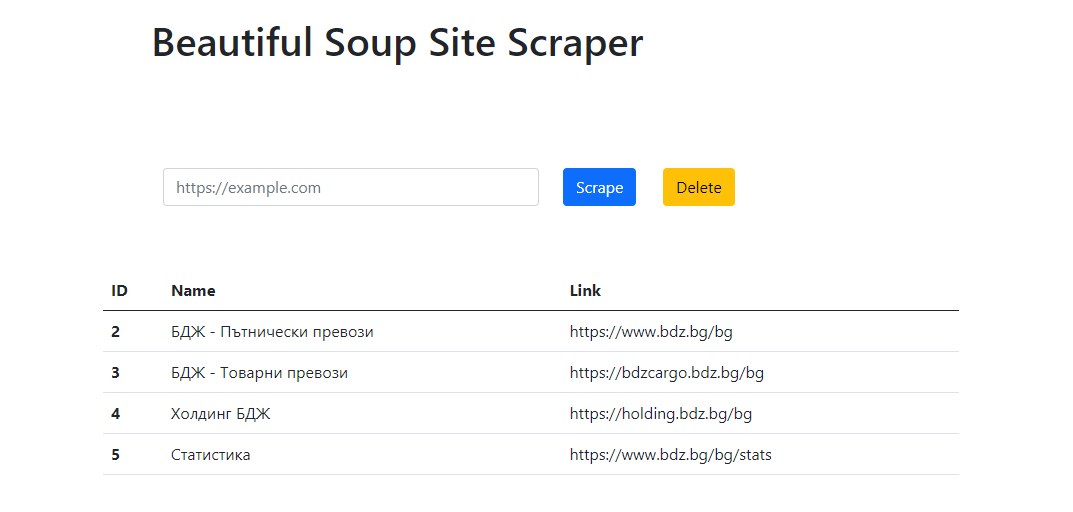 Beautiful Soup Site Scraper
https://example.com Scrape Delete
ID Name Link
2 БДЖ - Пътнически превози https://www.bdz.bg/bg
3 БДЖ - Товарни превози https://bdzcargo.bdz.bg/bg
4 Холдинг БДЖ https://holding.bdz.bg/bg
5 Статистика https://www.bdz.bg/bg/stats